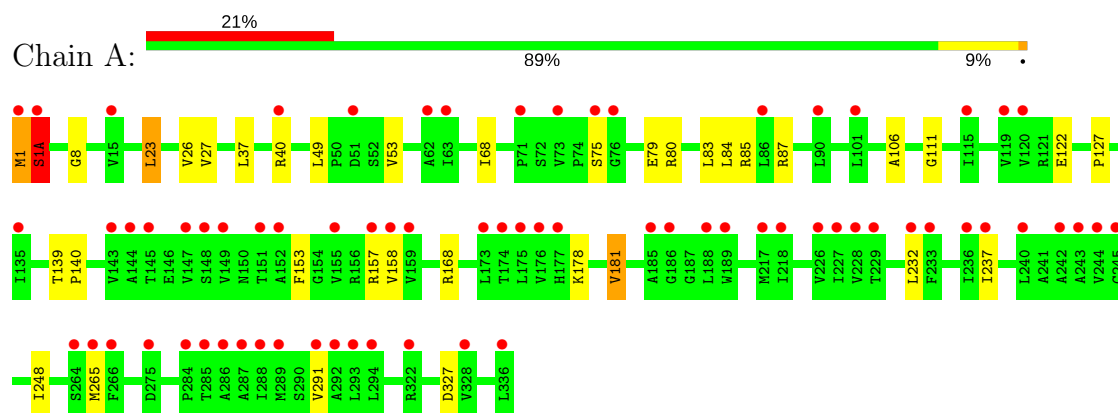 21%
Chain A:
89% 9% •
M1 S1A G8 V15 L23 V26 V27 L37 R40 L49 P50 D51 S52 V53 A62 I63 I68 P71 S72 V73 P74 S75 G76 E79 R80 L83 L84 R85 L86 R87 L90 L101 A106 G111 I115 V119 V120 R121 E122 P127
I135 T139 P140 V143 A144 T145 E146 V147 S148 V149 N150 T151 A152 F153 G154 V155 R156 R157 V158 V159 R168 L173 T174 L175 V176 H177 K178 V181 A185 G186 G187 L188 W189 M217 I218 V226 I227 V228 T229 L232 F233 I236 I237 L240 A241 A242 A243 V244 G245
I248 S264 M265 F266 D275 P284 T285 A286 A287 I288 M289 S290 V291 A292 L293 L294 R322 D327 V328 L336